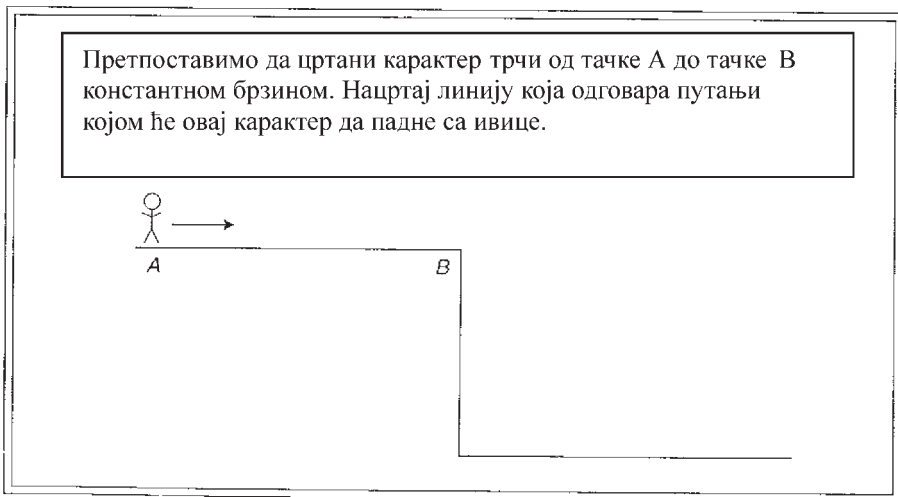 Претпоставимо да цртани карактер трчи од тачке А до тачке В
константном брзином. Нацртај линију која одговара путањи
којом ће овај карактер да падне са ивице.
A
B